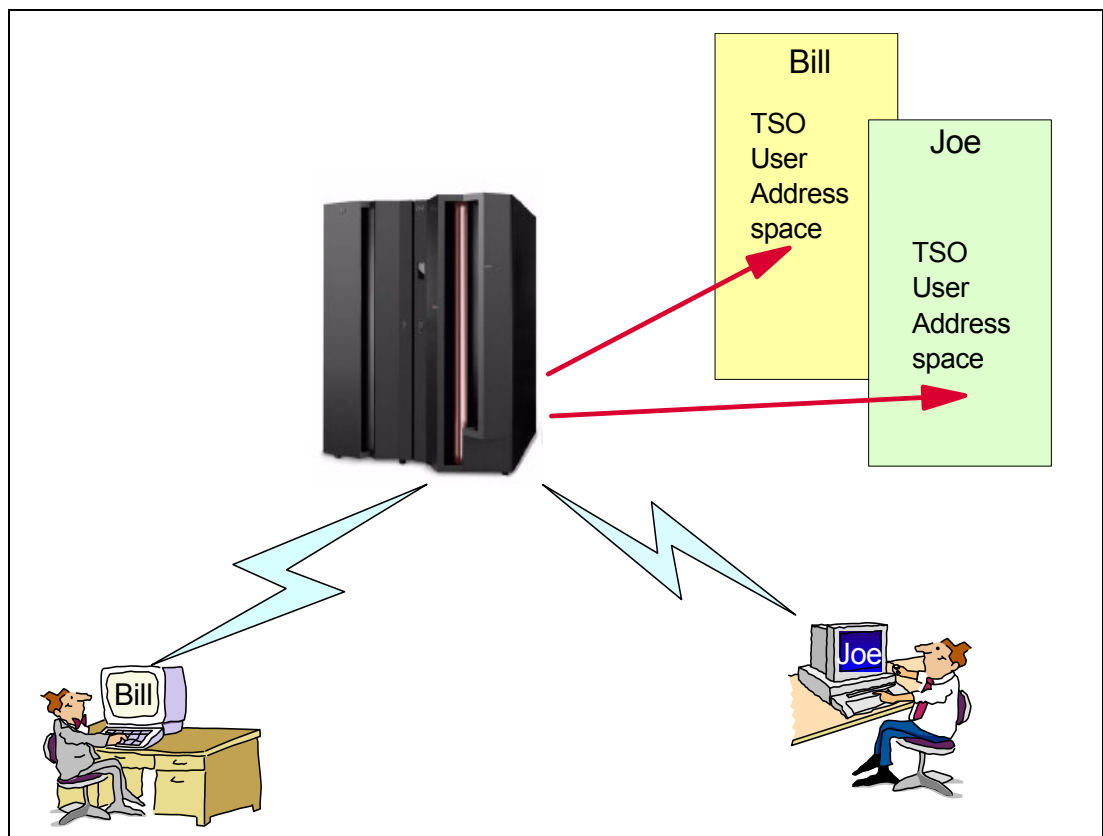 Bill
TSO
User
Address
space
Joe
TSO
User
Address
space
Bill
Joe